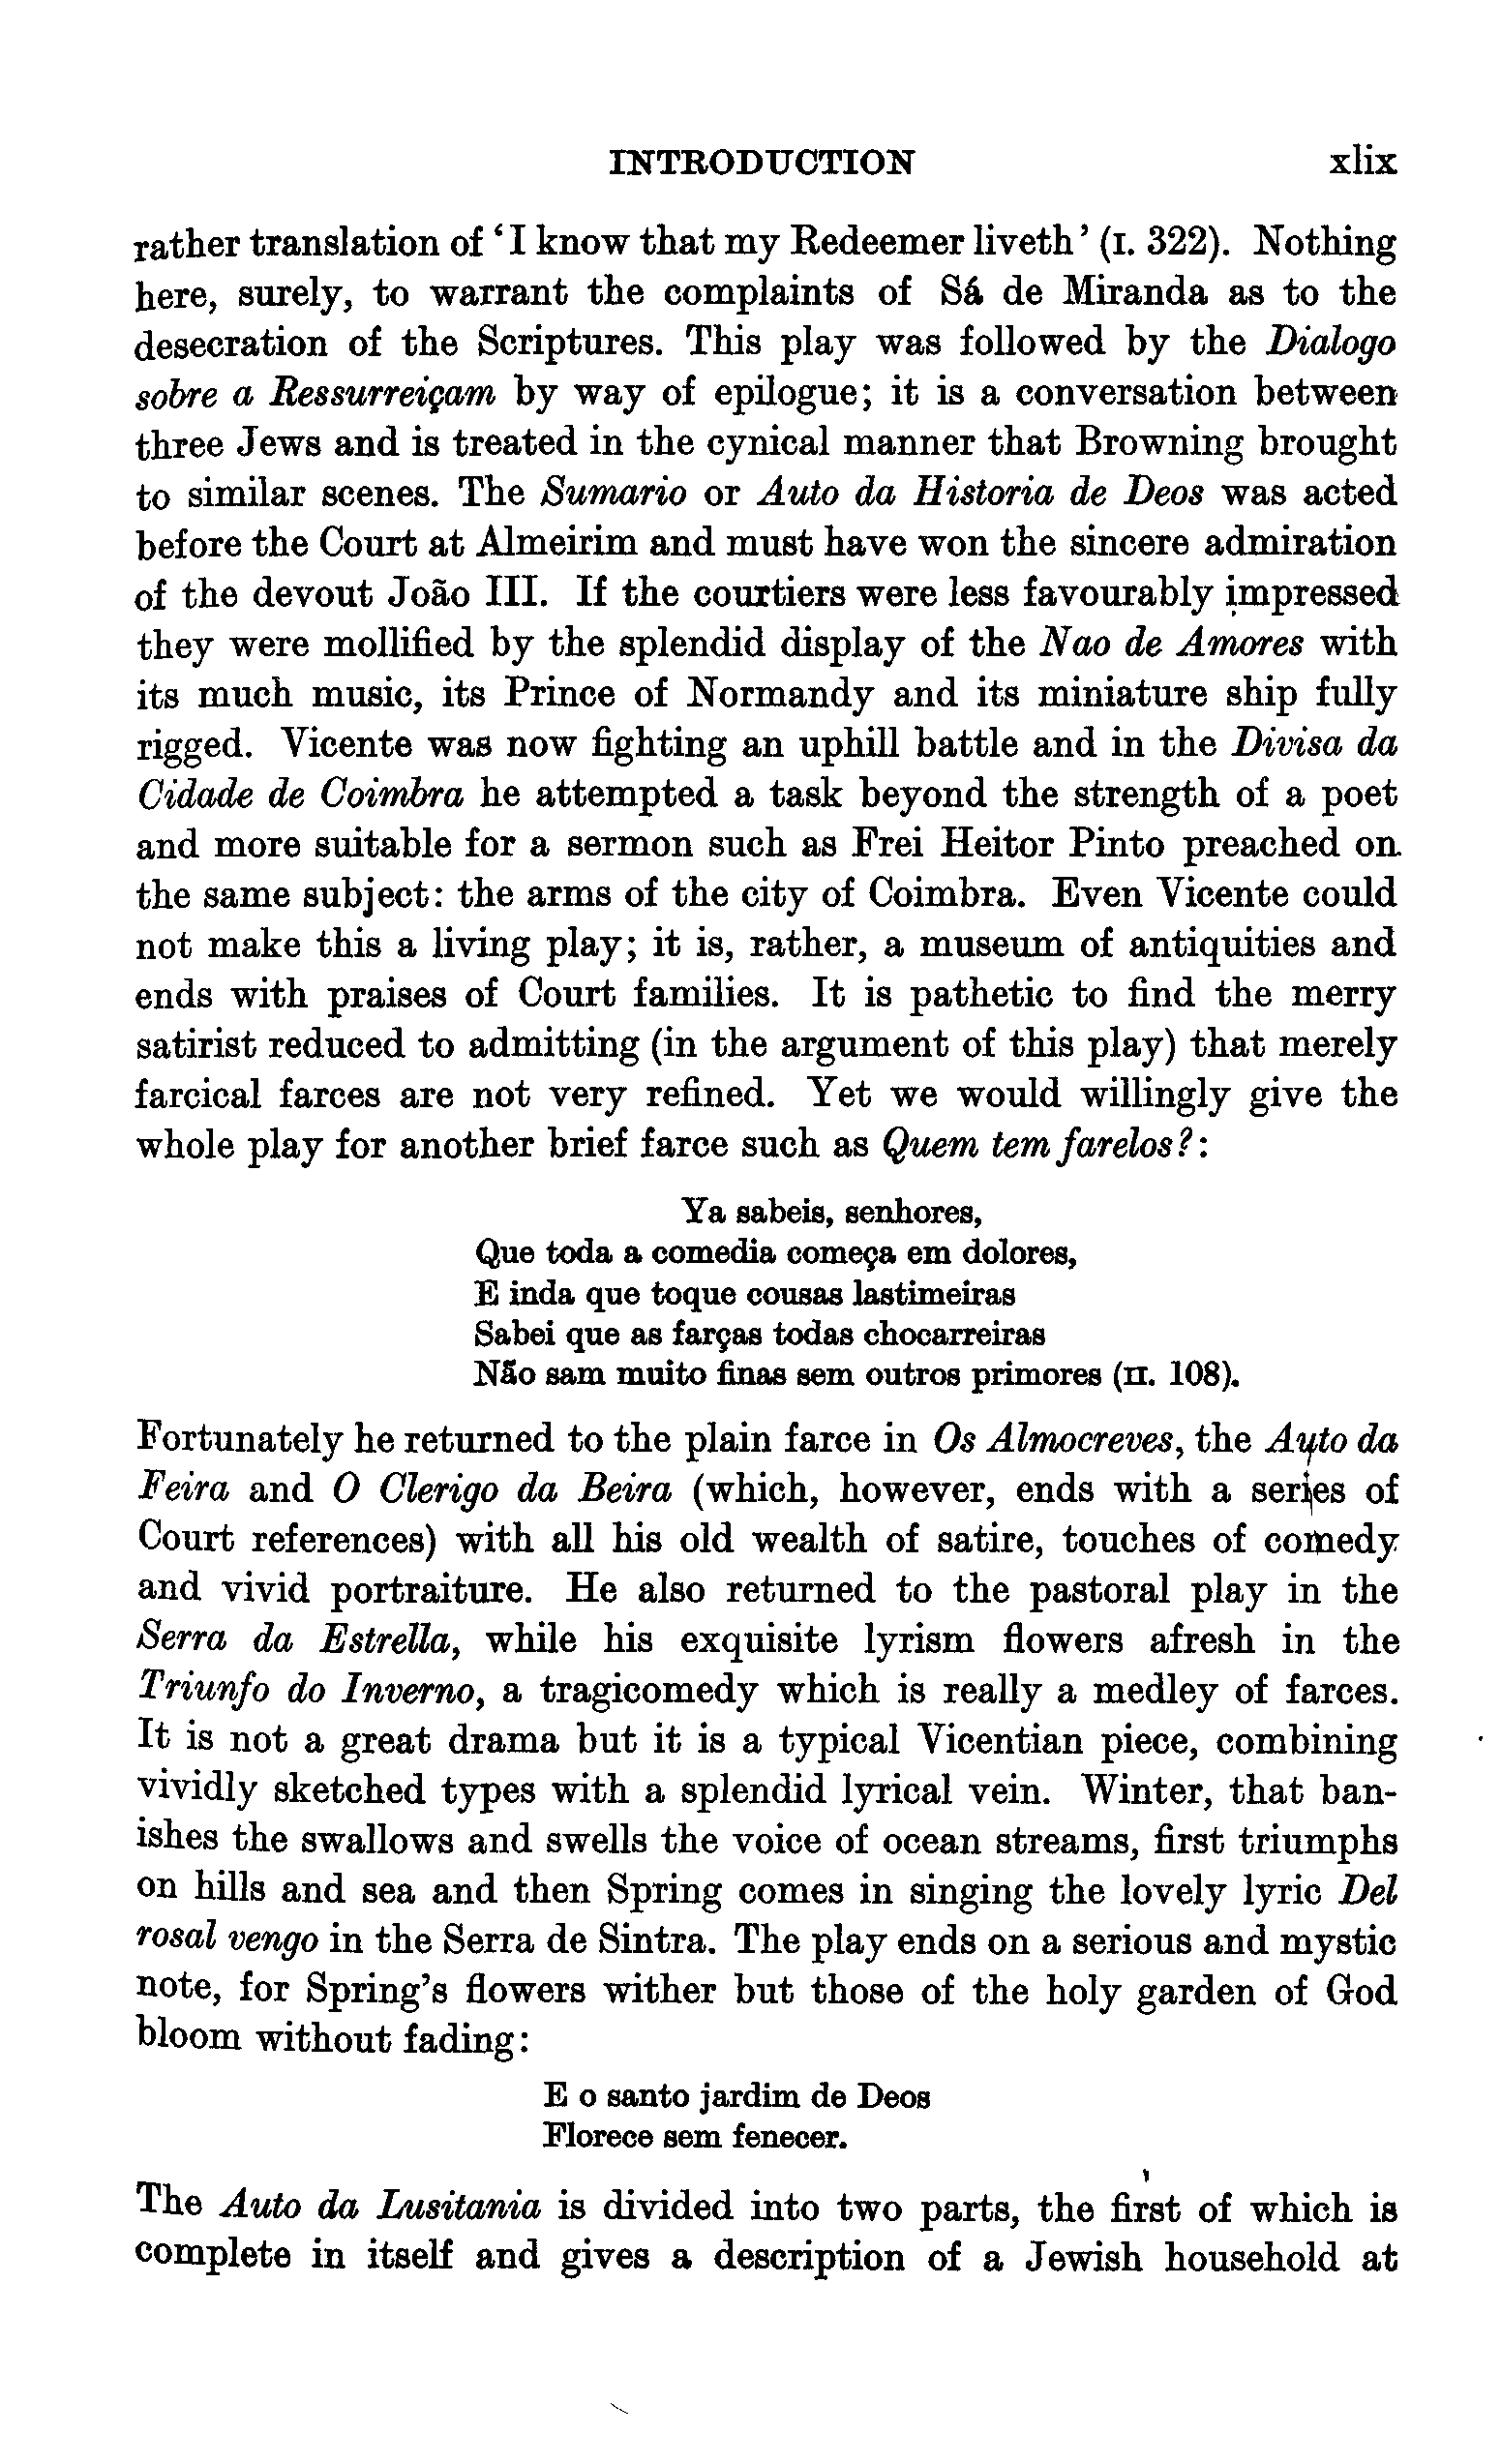 INTRODUCTION xlix
rather translation of ‘I know that my Redeemer liveth’ (I. 322). Nothing
here, surely, to warrant the complaints of Sá de Miranda as to the
desecration of the Scriptures. This play was followed by the Dialogo
sobre a Ressurreiçam by way of epilogue; it is a conversation between
three Jews and is treated in the cynical manner that Browning brought
to similar scenes. The Sumario or Auto da Historia de Deos was acted
before the Court at Almeirim and must have won the sincere admiration
of the devout João III. If the courtiers were less favourably impressed
they were mollified by the splendid display of the Nao de Amores with
its much music, its Prince of Normandy and its miniature ship fully
rigged. Vicente was now fighting an uphill battle and in the Divisa da
Cidade de Coimbra he attempted a task beyond the strength of a poet
and more suitable for a sermon such as Frei Heitor Pinto preached on
the same subject: the arms of the city of Coimbra. Even Vicente could
not make this a living play; it is, rather, a museum of antiquities and
ends with praises of Court families. It is pathetic to find the merry
satirist reduced to admitting (in the argument of this play) that merely
farcical farces are not very refined. Yet we would willingly give the
whole play for another brief farce such as Quem tem farelos?:
Ya sabeis, senhores,
Que toda a comedia começa em dolores,
E inda que toque cousas lastimeiras
Sabei que as farças todas chocarreiras
Não sam muito finas sem outros primores (II. 108).
Fortunately he returned to the plain farce in Os Almocreves, the Auto da
Feira and O Clerigo da Beira (which, however, ends with a series of
Court references) with all his old wealth of satire, touches of comedy
and vivid portraiture. He also returned to the pastoral play in the
Serra da Estrella, while his exquisite lyrism flowers afresh in the
Triunfo do Inverno, a tragicomedy which is really a medley of farces.
It is not a great drama but it is a typical Vicentian piece, combining
vividly sketched types with a splendid lyrical vein. Winter, that ban-
ishes the swallows and swells the voice of ocean streams, first triumphs
on hills and sea and then Spring comes in singing the lovely lyric Del
rosal vengo in the Serra de Sintra. The play ends on a serious and mystic
note, for Spring's flowers wither but those of the holy garden of God
bloom without fading:
E o santo jardim de Deos
Florece sem fenecer.
The Auto da Lusitania is divided into two parts, the first of which is
complete in itself and gives a description of a Jewish household at